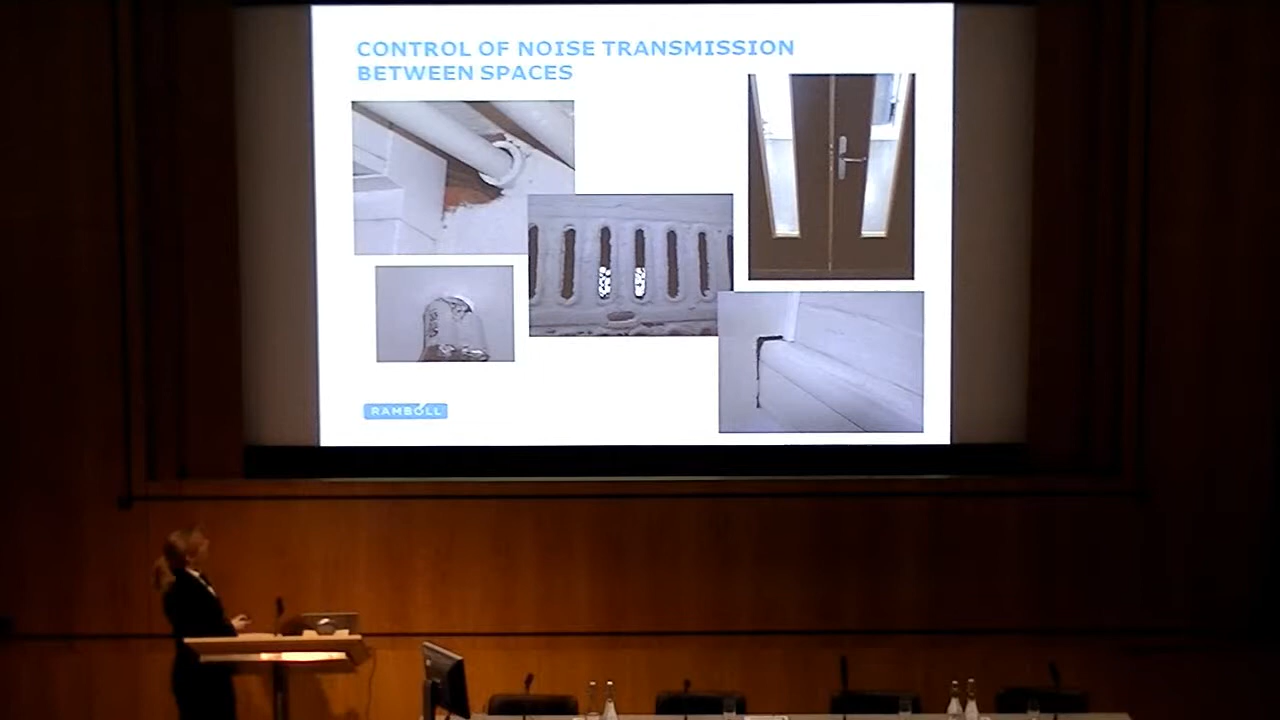 CONTROL OF NOISE TRANSMISSION
BETWEEN SPACES
RAMBOLL